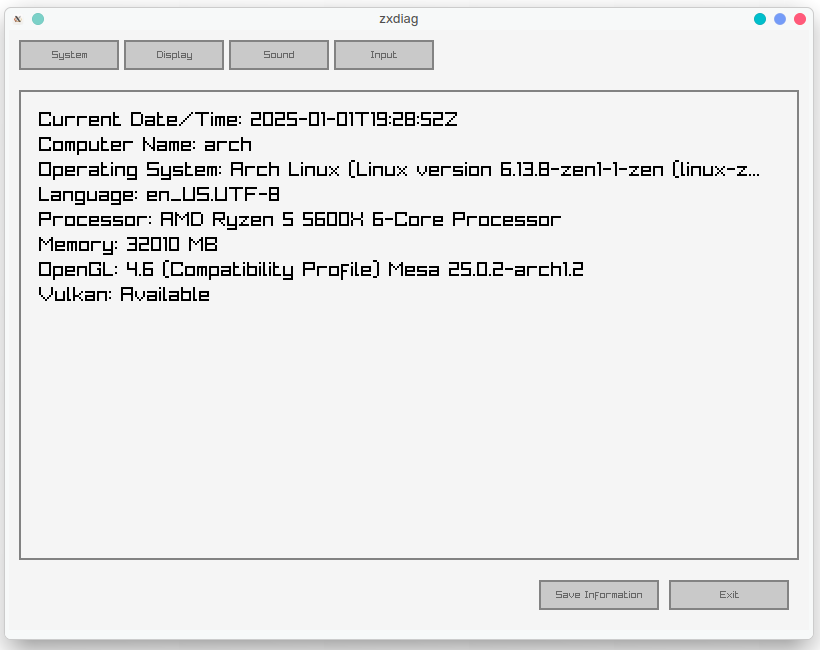 zxdiag
System Display Sound Input
Current Date/Time: 2025-01-01T19:28:52Z
Computer Name: arch
Operating System: Arch Linux (Linux version 6.13.8-zen1-1-zen (linux-z...
Language: en_US.UTF-8
Processor: AMD Ryzen 5 5600X 6-Core Processor
Memory: 32010 MB
OpenGL: 4.6 (Compatibility Profile) Mesa 25.0.2-arch1.2
Vulkan: Available
Save Information Exit